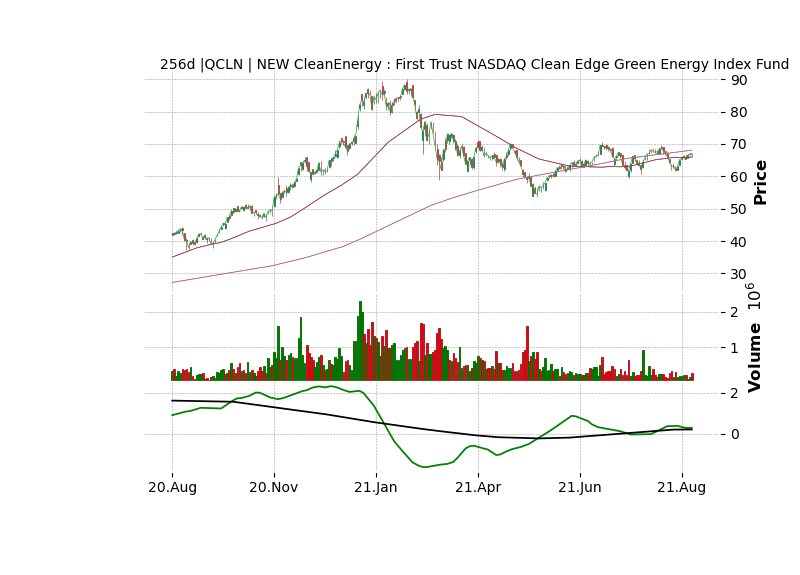 256d |QCLN | NEW CleanEnergy : First Trust NASDAQ Clean Edge Green Energy Index Fund
90
80
70
60
50
40
30
Price
2
1
Volume 10^6
2
0
20.Aug 20.Nov 21.Jan 21.Apr 21.Jun 21.Aug